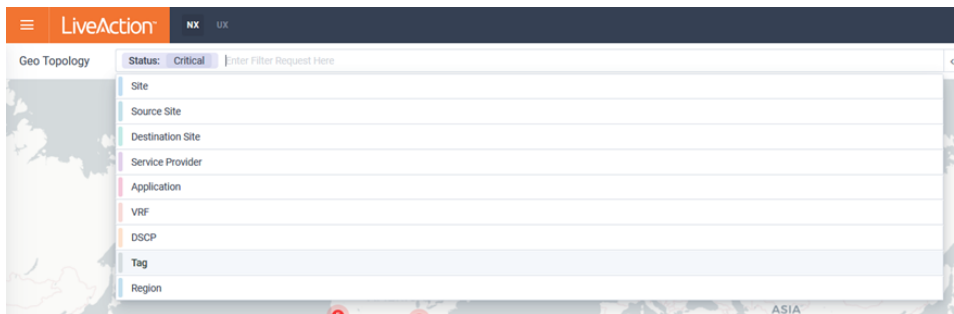 LiveAction NX UX
Geo Topology Status: Critical Enter Filter Request Here
Site
Source Site
Destination Site
Service Provider
Application
VRF
DSCP
Tag
Region
ASIA